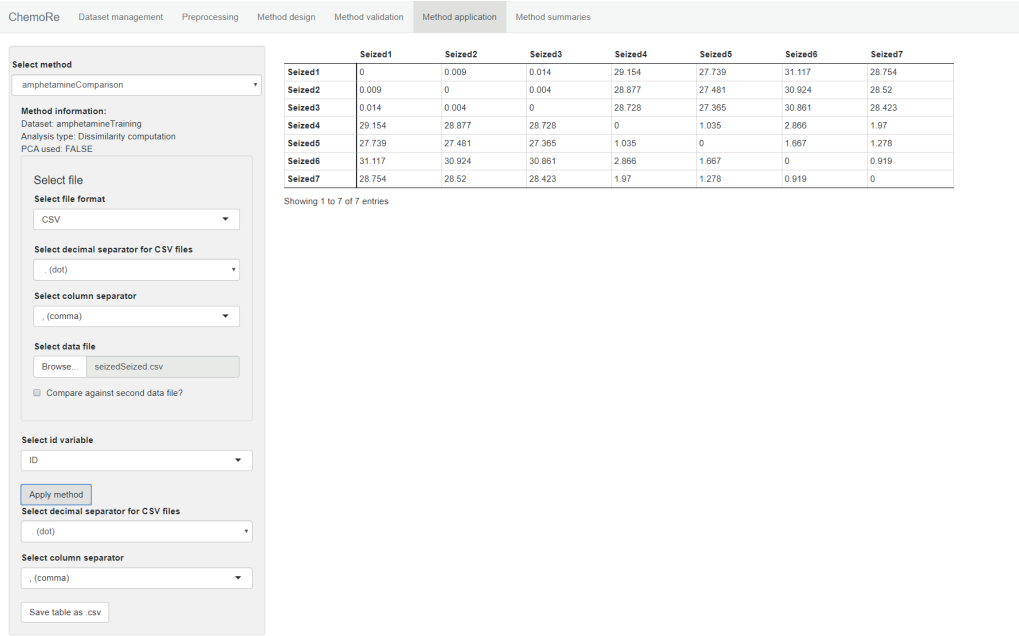 ChemoRe Dataset management Preprocessing Method design Method validation Method application Method summaries
Select method
amphetamineComparison
Method information:
Dataset: amphetamineTraining
Analysis type: Dissimilarity computation
PCA used: FALSE
Select file
Select file format
CSV
Select decimal separator for CSV files
. (dot)
Select column separator
, (comma)
Select data file
Browse... seizedSeized.csv
Compare against second data file?
Select id variable
ID
Apply method
Select decimal separator for CSV files
. (dot)
Select column separator
, (comma)
Save table as .csv
Seized1 Seized2 Seized3 Seized4 Seized5 Seized6 Seized7
Seized1 0 0.009 0.014 29.154 27.739 31.117 28.754
Seized2 0.009 0 0.004 28.877 27.481 30.924 28.52
Seized3 0.014 0.004 0 28.728 27.365 30.861 28.423
Seized4 29.154 28.877 28.728 0 1.035 2.866 1.97
Seized5 27.739 27.481 27.365 1.035 0 1.667 1.278
Seized6 31.117 30.924 30.861 2.866 1.667 0 0.919
Seized7 28.754 28.52 28.423 1.97 1.278 0.919 0
Showing 1 to 7 of 7 entries